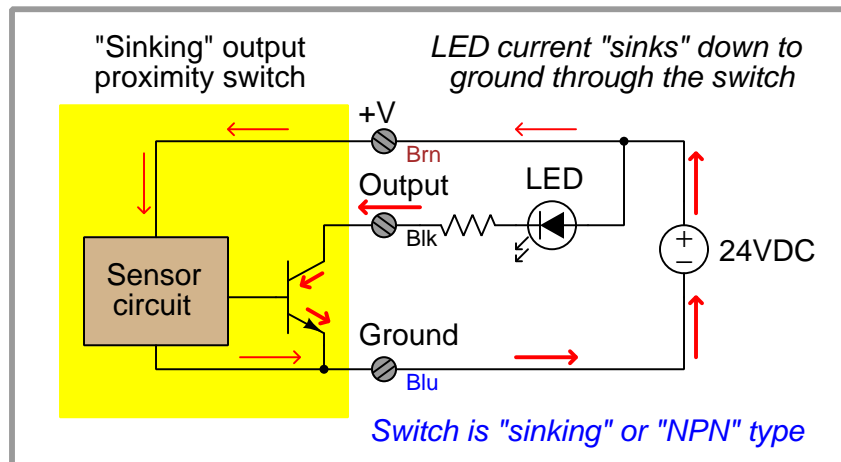 "Sinking" output
proximity switch
LED current "sinks" down to
ground through the switch
+V
Brn
Output
LED
Blk
+
−
24VDC
Sensor
circuit
Ground
Blu
Switch is "sinking" or "NPN" type